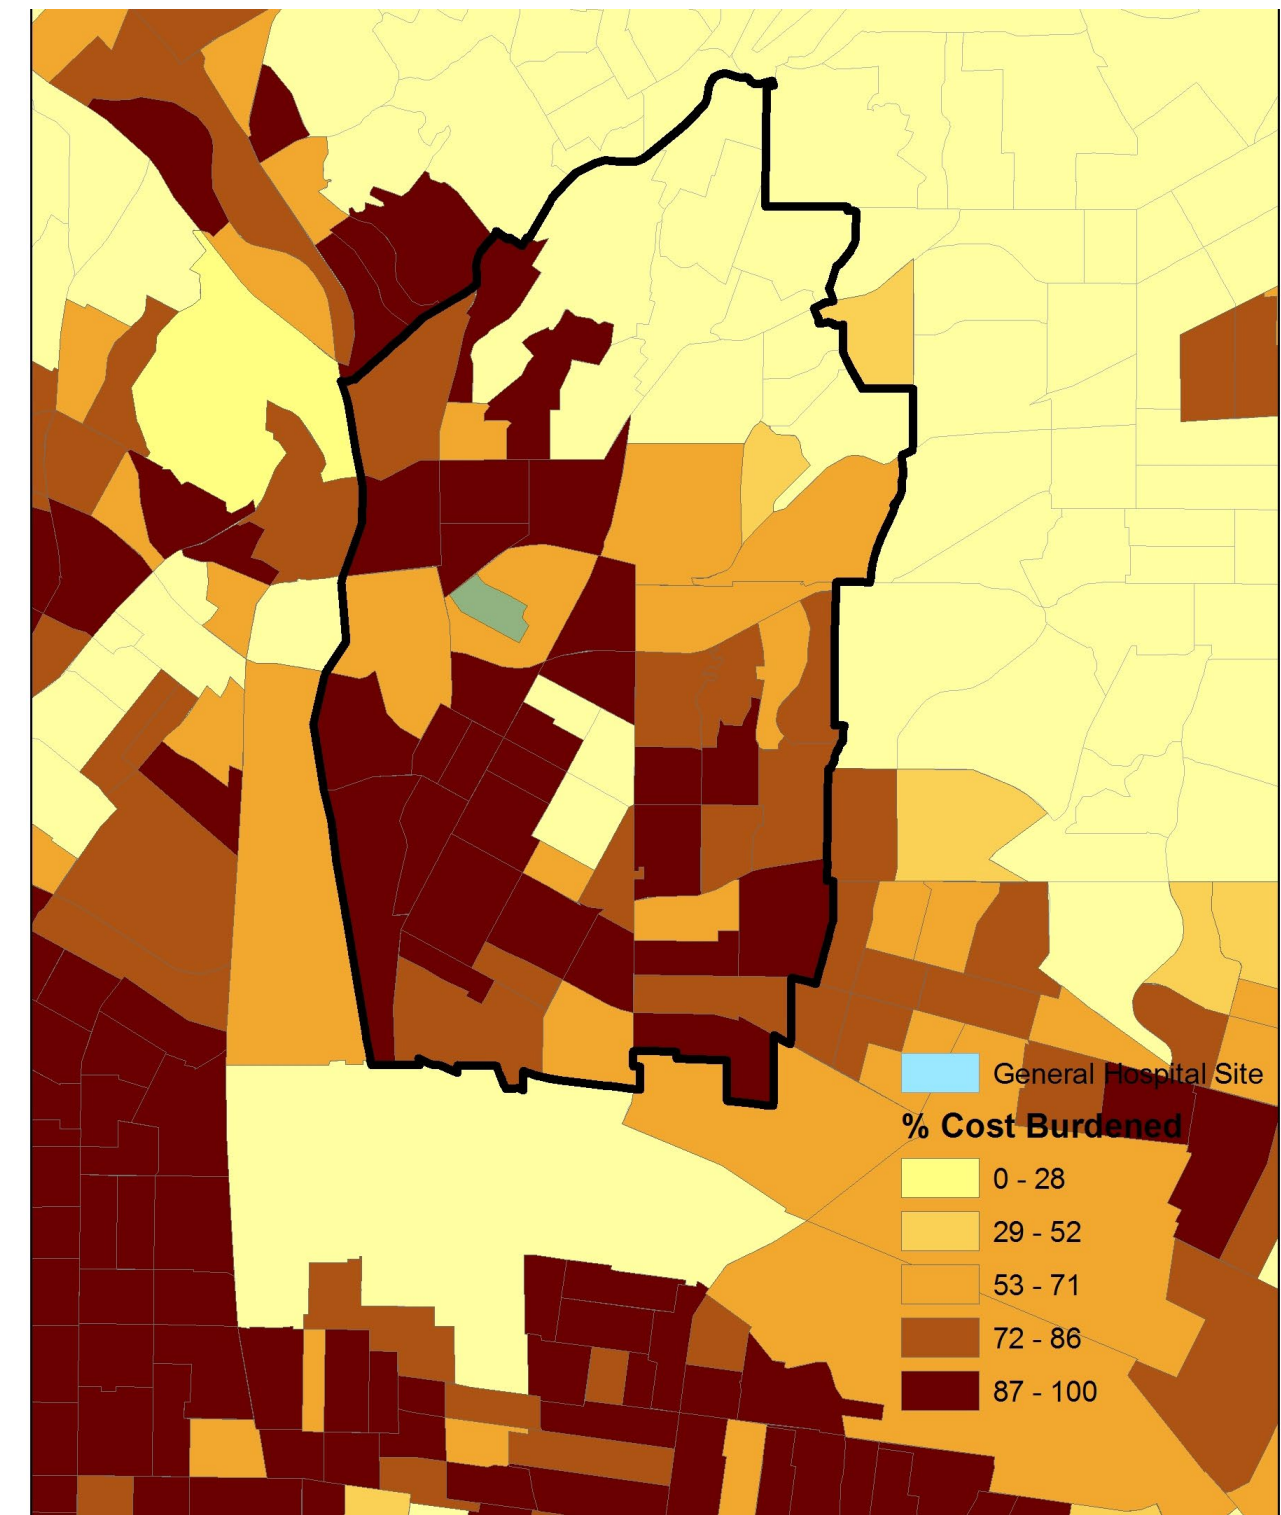 General Hospital Site
% Cost Burdened
0 - 28
29 - 52
53 - 71
72 - 86
87 - 100